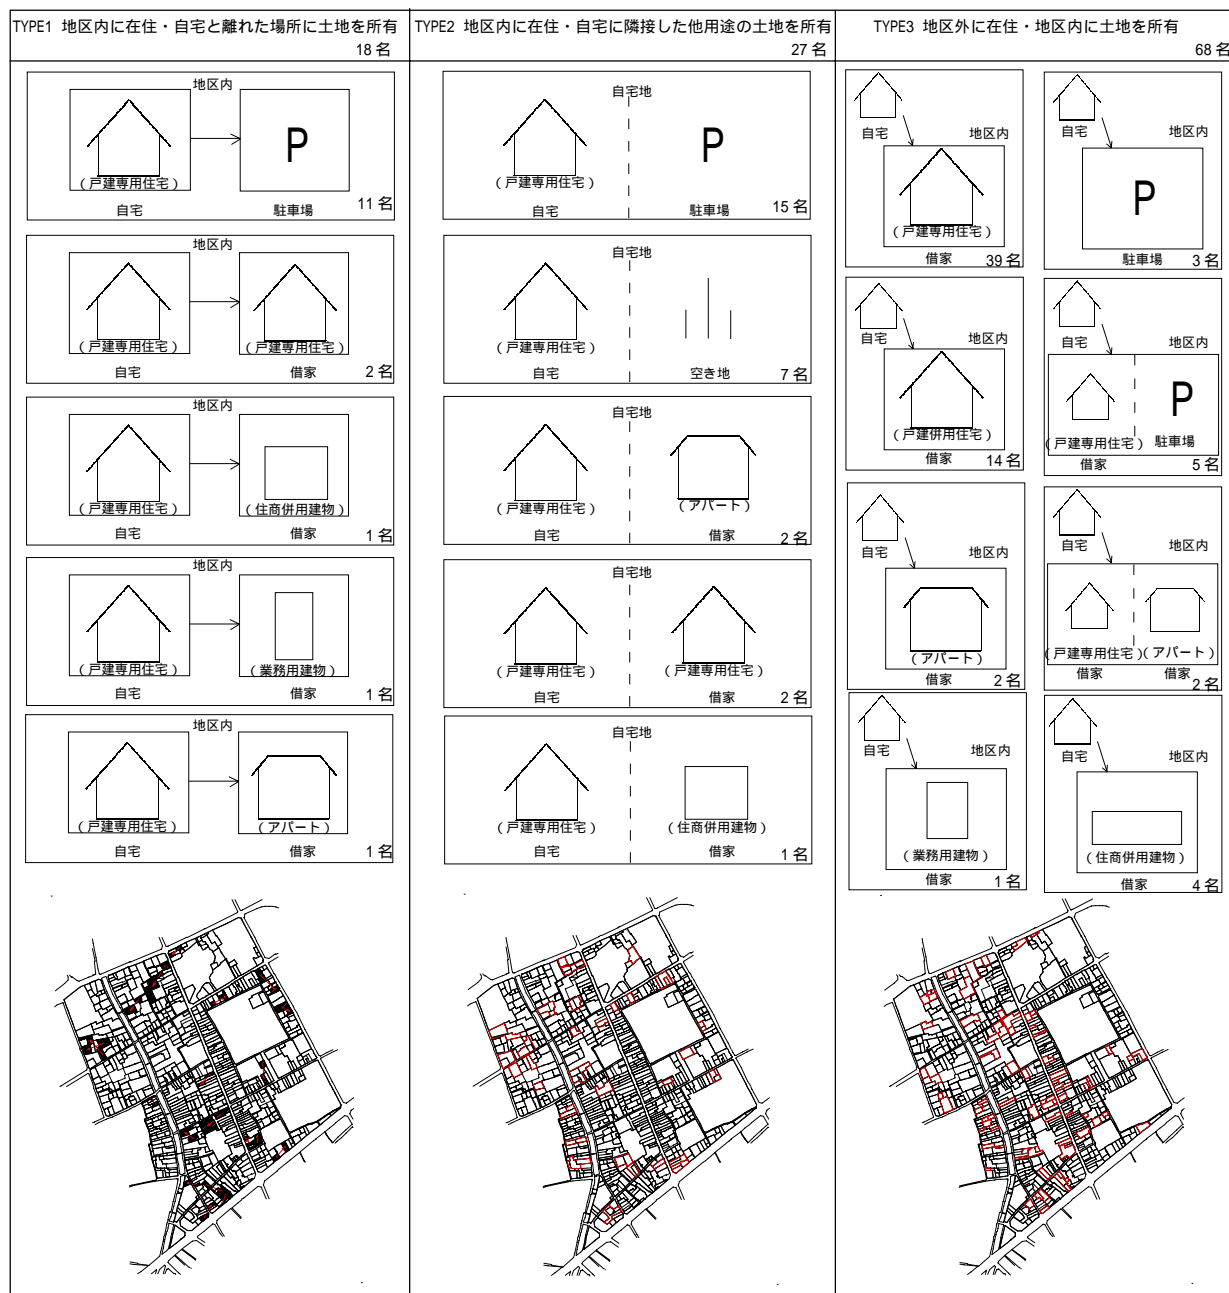 TYPE1 地区内に在住・自宅と離れた場所に土地を所有
18 名
地区内
P
(戸建専用住宅)
自宅
駐車場
11 名
地区内
(戸建専用住宅)
(戸建専用住宅)
自宅
借家
2 名
地区内
(戸建専用住宅)
(住商併用建物)
自宅
借家
1 名
地区内
(戸建専用住宅)
(業務用建物)
自宅
借家
1 名
地区内
(戸建専用住宅)
(アパート)
自宅
借家
1 名
TYPE2 地区内に在住・自宅に隣接した他用途の土地を所有
27 名
自宅地
P
(戸建専用住宅)
自宅
駐車場
15 名
自宅地
(戸建専用住宅)
自宅
空き地
7 名
自宅地
(戸建専用住宅)
(アパート)
自宅
借家
2 名
自宅地
(戸建専用住宅)
(戸建専用住宅)
自宅
借家
2 名
自宅地
(戸建専用住宅)
(住商併用建物)
自宅
借家
1 名
TYPE3 地区外に在住・地区内に土地を所有
68 名
自宅
地区内
(戸建専用住宅)
借家
39 名
自宅
地区内
P
駐車場
3 名
自宅
地区内
(戸建併用住宅)
借家
14 名
自宅
地区内
P
(戸建専用住宅)
駐車場
借家
5 名
自宅
地区内
(アパート)
借家
2 名
自宅
地区内
(戸建専用住宅)
(アパート)
借家
借家
2 名
自宅
地区内
(業務用建物)
借家
1 名
自宅
地区内
(住商併用建物)
借家
4 名